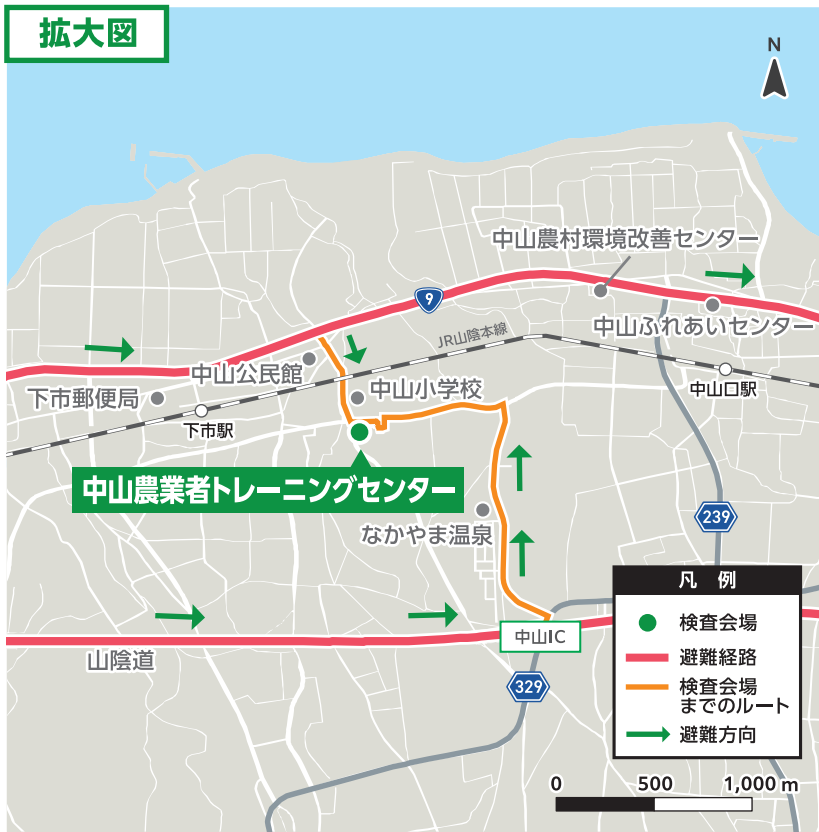 拡大図
N
中山農村環境改善センター
9
中山ふれあいセンター
JR山陰本線
中山公民館
中山小学校
中山口駅
下市郵便局
下市駅
中山農業者トレーニングセンター
なかやま温泉
239
凡 例
検査会場
避難経路
検査会場
までのルート
避難方向
中山IC
山陰道
329
0 500 1,000 m